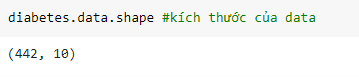 diabetes.data.shape #kích thước của data
(442, 10)